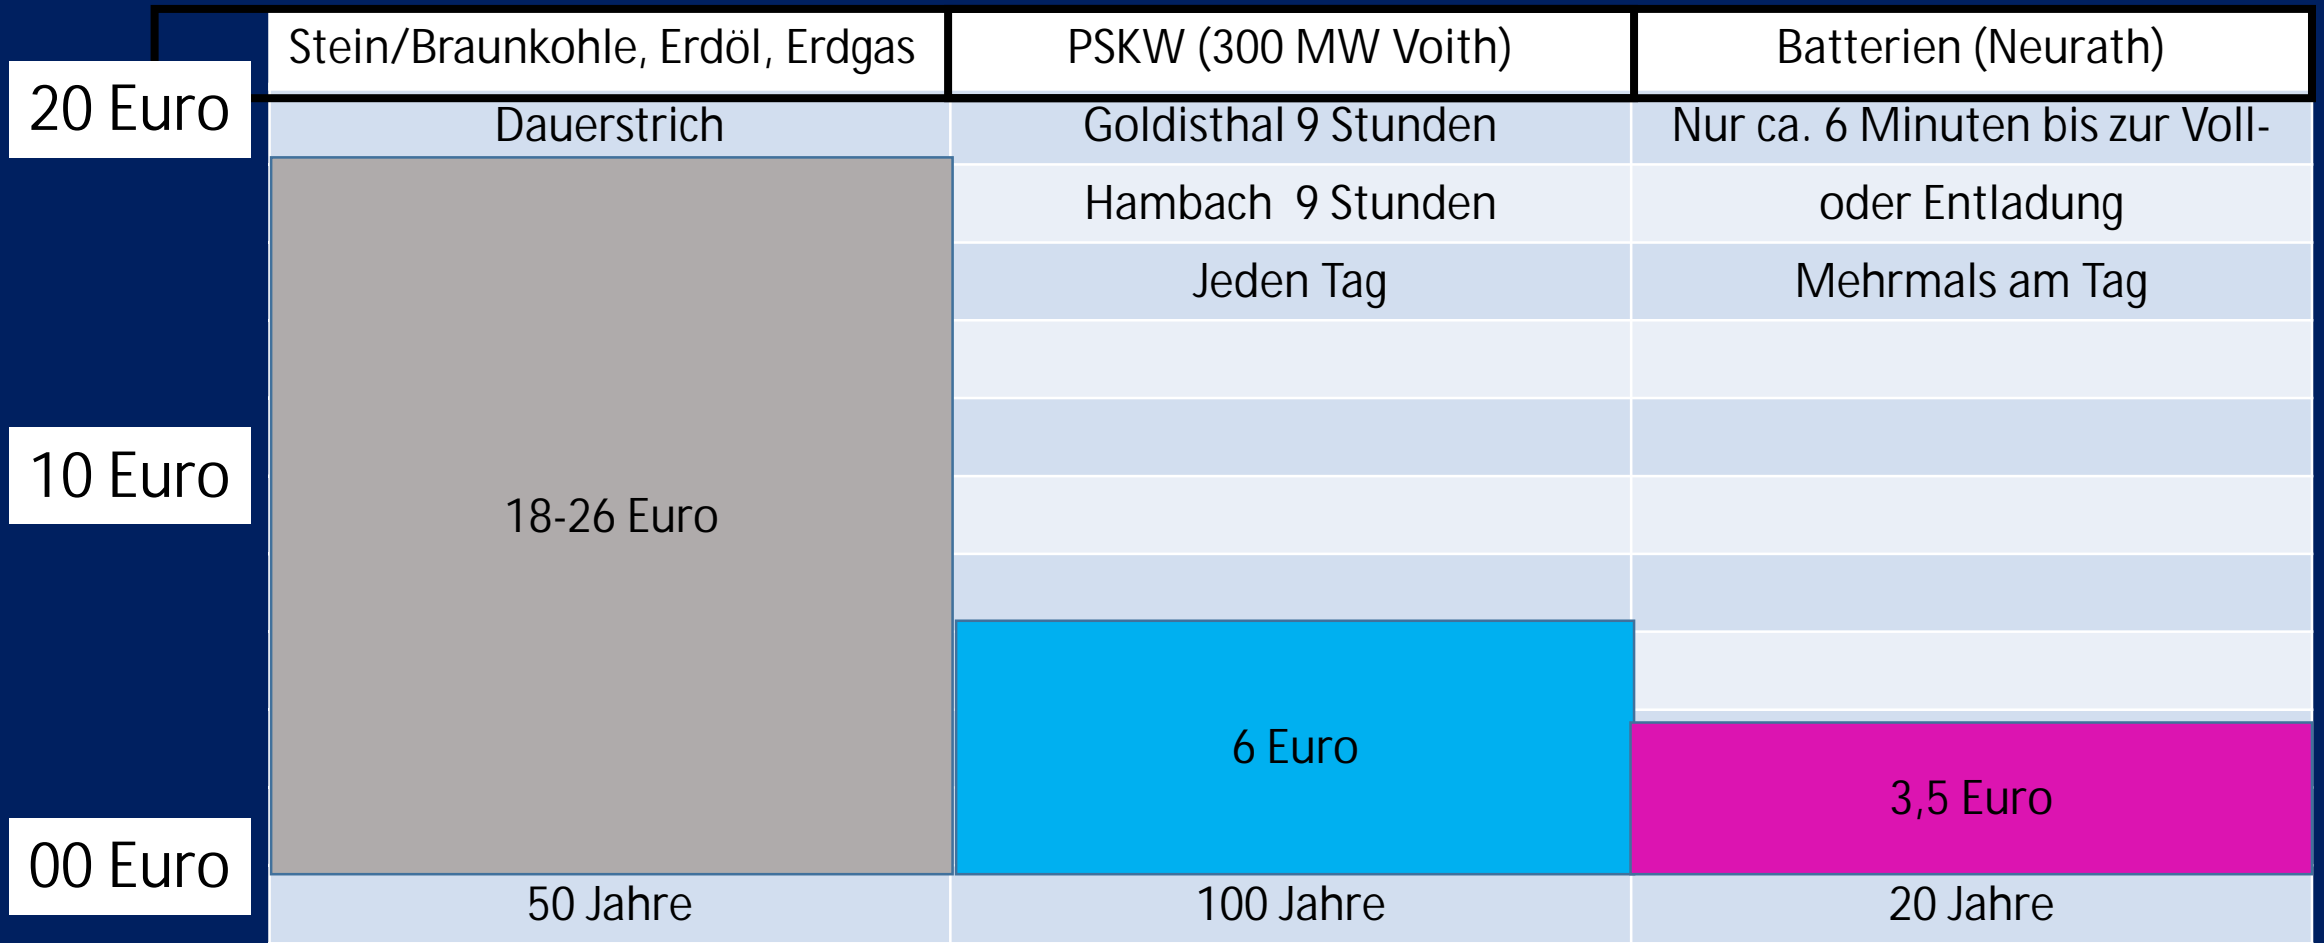 Stein/Braunkohle, Erdöl, Erdgas
PSKW (300 MW Voith)
Batterien (Neurath)
20 Euro
Dauerstrich
Goldisthal 9 Stunden
Nur ca. 6 Minuten bis zur Voll-
Hambach 9 Stunden
oder Entladung
Jeden Tag
Mehrmals am Tag
10 Euro
18-26 Euro
6 Euro
3,5 Euro
00 Euro
50 Jahre
100 Jahre
20 Jahre